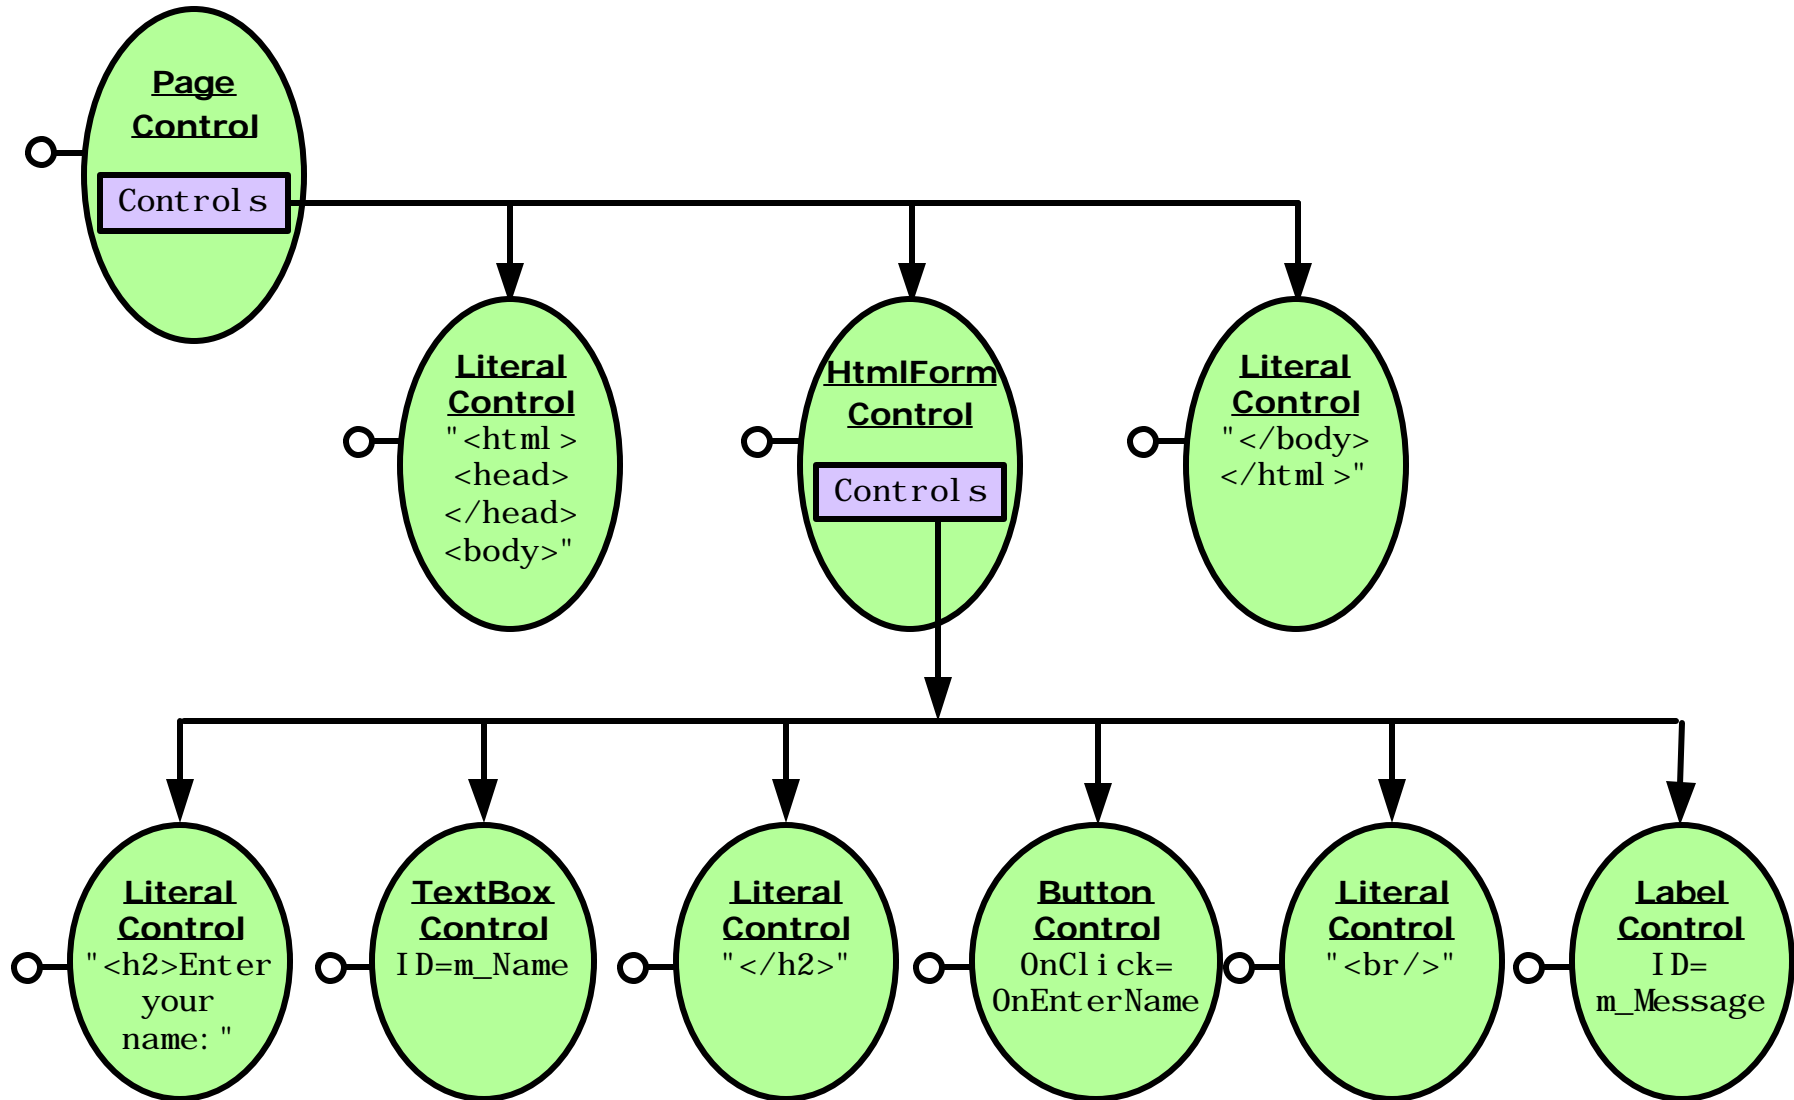 Page
Control
Controls
Literal
Control
"<html>
<head>
</head>
<body>"
HtmlForm
Control
Controls
Literal
Control
"</body>
</html>"
Literal
Control
"<h2>Enter
your
name:"
TextBox
Control
ID=m_Name
Literal
Control
"</h2>"
Button
Control
OnClick=
OnEnterName
Literal
Control
"<br/>"
Label
Control
ID=
m_Message